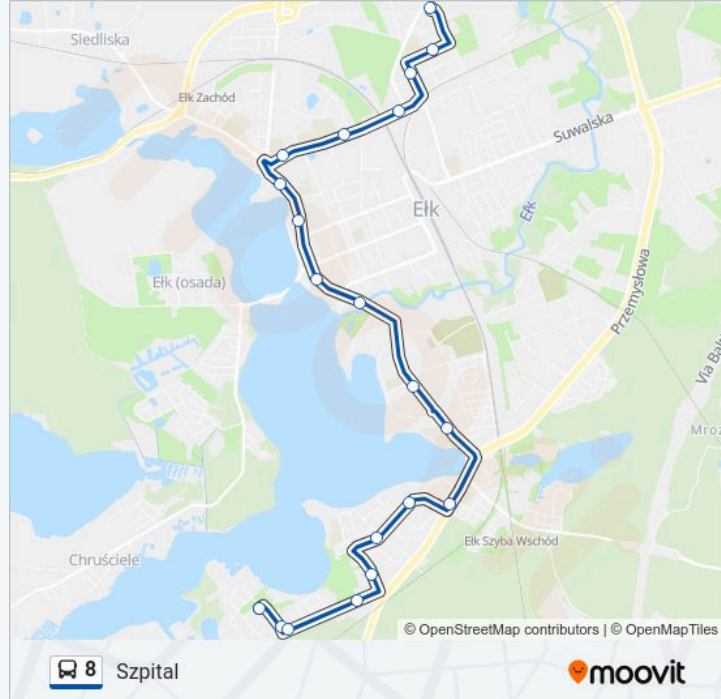 Siedliska
Ełk Zachód
Suwalska
Ełk
Ełk
Ełk (osada)
Przemysłowa
Via Bał
Mroz
Ełk Szyba Wschód
Chruściele
© OpenStreetMap contributors | © OpenMapTiles
8 Szpital
moovit